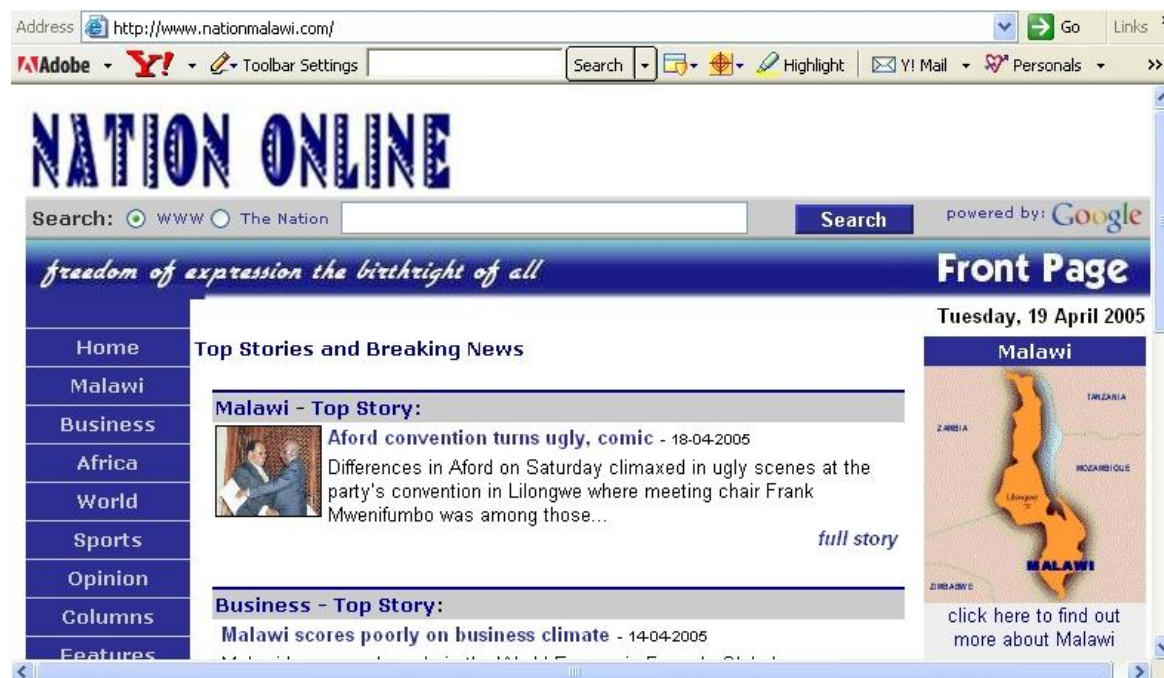 Address http://www.nationmalawi.com/ Go Links
Adobe Y! Toolbar Settings Search Highlight Y! Mail Personals »
NATION ONLINE
Search: WWW The Nation Search powered by: Google
freedom of expression the birthright of all Front Page
Tuesday, 19 April 2005
Home
Malawi
Business
Africa
World
Sports
Opinion
Columns
Features
Top Stories and Breaking News
Malawi - Top Story:
Aford convention turns ugly, comic - 18-04-2005
Differences in Aford on Saturday climaxed in ugly scenes at the
party's convention in Lilongwe where meeting chair Frank
Mwenifumbo was among those...
full story
Business - Top Story:
Malawi scores poorly on business climate - 14-04-2005
Malawi
TANZANIA
ZAMBIA
MOZAMBIQUE
Lilongwe
MALAWI
ZIMBABWE
click here to find out
more about Malawi